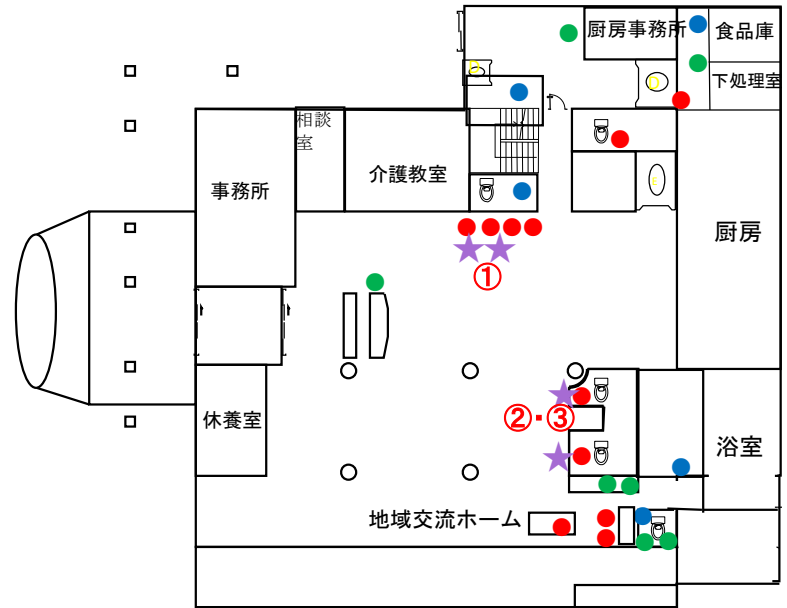 厨房事務所
食品庫
下処理室
相談
室
介護教室
事務所
厨房
①
休養室
②・③
浴室
地域交流ホーム